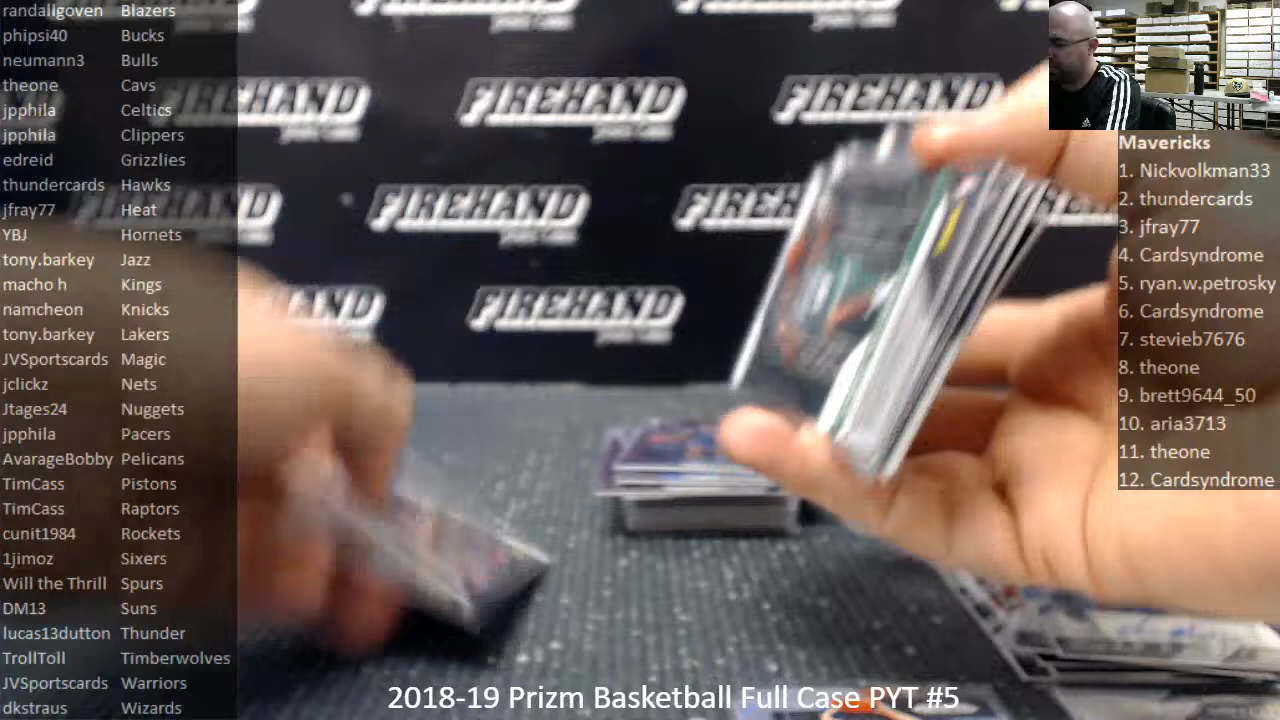 randallgoven Blazers
phipsi40 Bucks
neumann3 Bulls
theone Cavs
jpphila Celtics
jpphila Clippers
edreid Grizzlies
thundercards Hawks
jfray77 Heat
YBJ Hornets
tony.barkey Jazz
macho h Kings
namcheon Knicks
tony.barkey Lakers
JVSportscards Magic
jclickz Nets
Jtages24 Nuggets
jpphila Pacers
AvarageBobby Pelicans
TimCass Pistons
TimCass Raptors
cunit1984 Rockets
1jimoz Sixers
Will the Thrill Spurs
DM13 Suns
lucas13dutton Thunder
TrollToll Timberwolves
JVSportscards Warriors
dkstraus Wizards
FIREHAND
FIREHAND
FIREHAND
FIREHAND
FIREHAND
Mavericks
1. Nickvolkman33
2. thundercards
3. jfray77
4. Cardsyndrome
5. ryan.w.petrosky
6. Cardsyndrome
7. stevieb7676
8. theone
9. brett9644_50
10. aria3713
11. theone
12. Cardsyndrome
2018-19 Prizm Basketball Full Case PYT #5